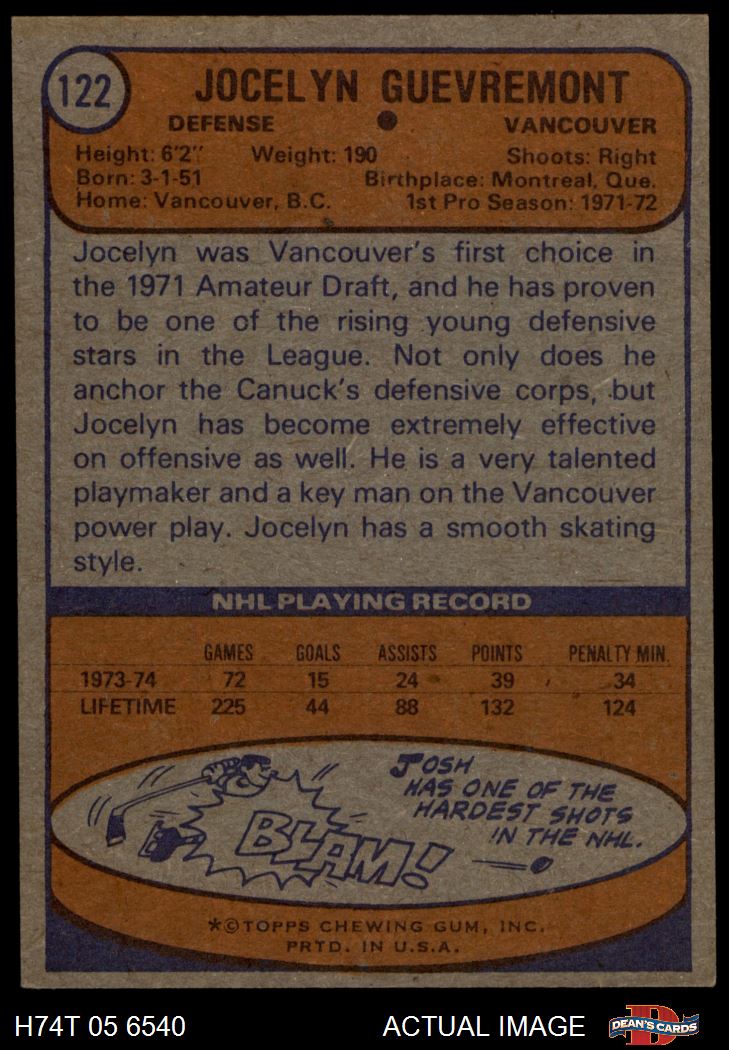 122
JOCELYN GUEVREMONT
DEFENSE ● VANCOUVER
Height: 6'2" Weight: 190 Shoots: Right
Born: 3-1-51 Birthplace: Montreal, Que.
Home: Vancouver, B.C. 1st Pro Season: 1971-72
Jocelyn was Vancouver's first choice in
the 1971 Amateur Draft, and he has proven
to be one of the rising young defensive
stars in the League. Not only does he
anchor the Canuck's defensive corps, but
Jocelyn has become extremely effective
on offensive as well. He is a very talented
playmaker and a key man on the Vancouver
power play. Jocelyn has a smooth skating
style.
NHL PLAYING RECORD
GAMES GOALS ASSISTS POINTS PENALTY MIN.
1973-74 72 15 24 39 34
LIFETIME 225 44 88 132 124
JOSH
HAS ONE OF THE
HARDEST SHOTS
IN THE NHL.
BLAM!
*©TOPPS CHEWING GUM, INC.
PRTD. IN U.S.A.
H74T 05 6540 ACTUAL IMAGE
D
DEAN'S CARDS